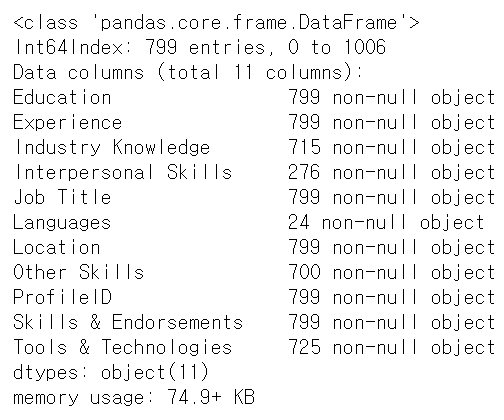 <class 'pandas.core.frame.DataFrame'>
Int64Index: 799 entries, 0 to 1006
Data columns (total 11 columns):
Education 799 non-null object
Experience 799 non-null object
Industry Knowledge 715 non-null object
Interpersonal Skills 276 non-null object
Job Title 799 non-null object
Languages 24 non-null object
Location 799 non-null object
Other Skills 700 non-null object
ProfileID 799 non-null object
Skills & Endorsements 799 non-null object
Tools & Technologies 725 non-null object
dtypes: object(11)
memory usage: 74.9+ KB